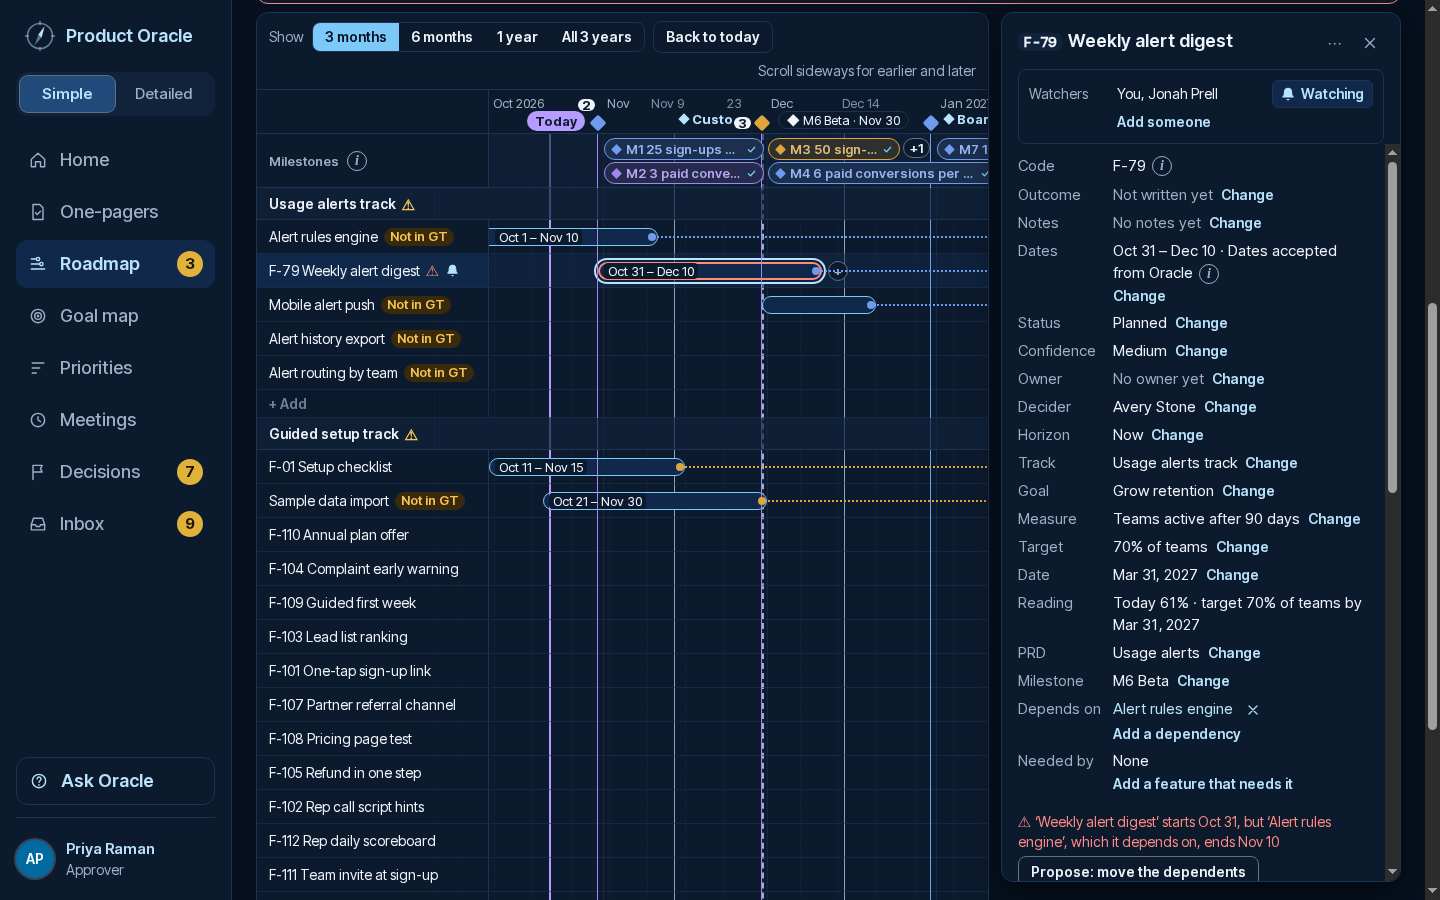 Product Oracle
Simple
Detailed
Home
One-pagers
Roadmap
3
Goal map
Priorities
Meetings
Decisions
7
Inbox
9
Ask Oracle
AP
Priya Raman
Approver
Show
3 months
6 months
1 year
All 3 years
Back to today
Scroll sideways for earlier and later
Oct 2026
2
Nov
Nov 9
23
Dec
Dec 14
Jan 2027
Today
Custo
3
M6 Beta · Nov 30
Boar
Milestones
M1 25 sign-ups ...
M3 50 sign-...
+1
M7 1
M2 3 paid conve...
M4 6 paid conversions per ...
Usage alerts track
Alert rules engine Not in GT
Oct 1 – Nov 10
F-79 Weekly alert digest
Oct 31 – Dec 10
Mobile alert push Not in GT
Alert history export Not in GT
Alert routing by team Not in GT
+ Add
Guided setup track
F-01 Setup checklist
Oct 11 – Nov 15
Sample data import Not in GT
Oct 21 – Nov 30
F-110 Annual plan offer
F-104 Complaint early warning
F-109 Guided first week
F-103 Lead list ranking
F-101 One-tap sign-up link
F-107 Partner referral channel
F-108 Pricing page test
F-105 Refund in one step
F-102 Rep call script hints
F-112 Rep daily scoreboard
F-111 Team invite at sign-up
F-79 Weekly alert digest
Watchers
You, Jonah Prell
Watching
Add someone
Code
F-79
Outcome
Not written yet Change
Notes
No notes yet Change
Dates
Oct 31 – Dec 10 · Dates accepted
from Oracle
Change
Status
Planned Change
Confidence
Medium Change
Owner
No owner yet Change
Decider
Avery Stone Change
Horizon
Now Change
Track
Usage alerts track Change
Goal
Grow retention Change
Measure
Teams active after 90 days Change
Target
70% of teams Change
Date
Mar 31, 2027 Change
Reading
Today 61% · target 70% of teams by
Mar 31, 2027
PRD
Usage alerts Change
Milestone
M6 Beta Change
Depends on
Alert rules engine
Add a dependency
Needed by
None
Add a feature that needs it
‘Weekly alert digest’ starts Oct 31, but ‘Alert rules
engine’, which it depends on, ends Nov 10
Propose: move the dependents